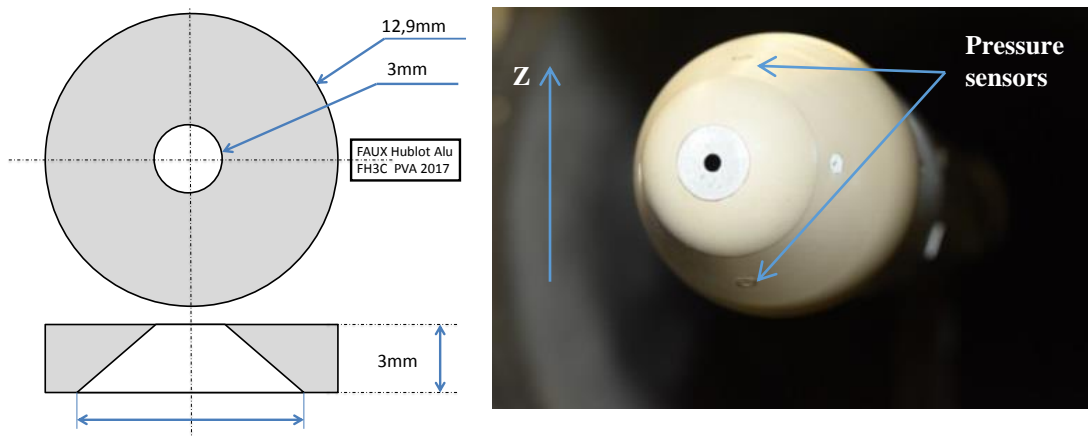 12,9mm
3mm
FAUX Hublot Alu
FH3C PVA 2017
3mm
Z
Pressure
sensors